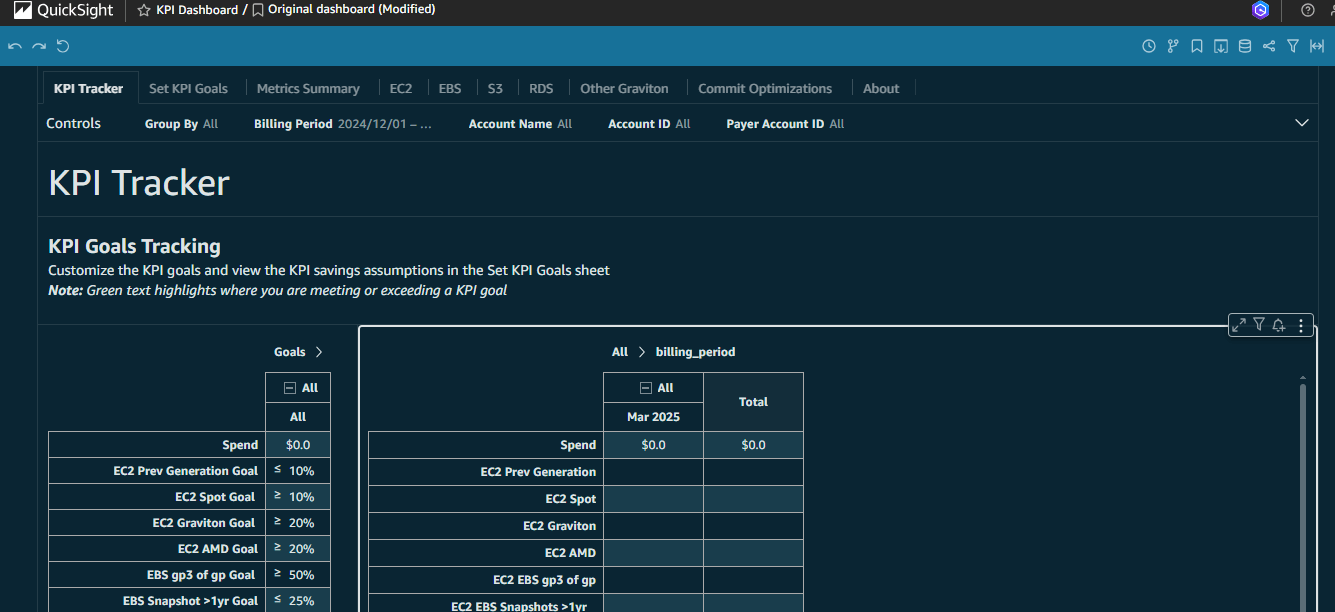 QuickSight KPI Dashboard / Original dashboard (Modified)
KPI Tracker Set KPI Goals Metrics Summary EC2 EBS S3 RDS Other Graviton Commit Optimizations About
Controls Group By All Billing Period 2024/12/01 – ... Account Name All Account ID All Payer Account ID All
KPI Tracker
KPI Goals Tracking
Customize the KPI goals and view the KPI savings assumptions in the Set KPI Goals sheet
Note: Green text highlights where you are meeting or exceeding a KPI goal
Goals
All
All
Spend $0.0
EC2 Prev Generation Goal ≤ 10%
EC2 Spot Goal ≥ 10%
EC2 Graviton Goal ≥ 20%
EC2 AMD Goal ≥ 20%
EBS gp3 of gp Goal ≥ 50%
EBS Snapshot >1yr Goal ≤ 25%
All billing_period
All Total
Mar 2025
Spend $0.0 $0.0
EC2 Prev Generation
EC2 Spot
EC2 Graviton
EC2 AMD
EC2 EBS gp3 of gp
EC2 EBS Snapshots >1yr